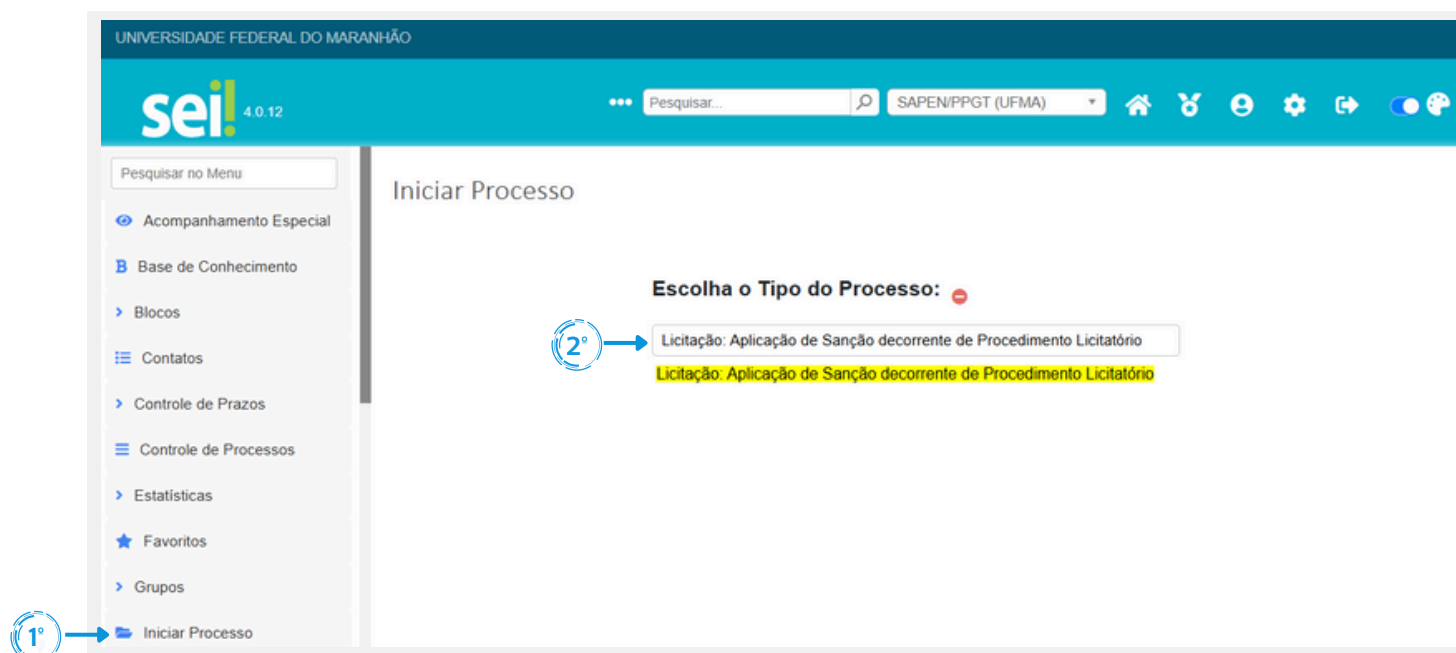 UNIVERSIDADE FEDERAL DO MARANHÃO
sei! 4.0.12
Pesquisar...
SAPEN/PPGT (UFMA)
Pesquisar no Menu
Acompanhamento Especial
B Base de Conhecimento
Blocos
Contatos
Controle de Prazos
Controle de Processos
Estatísticas
Favoritos
Grupos
1º
Iniciar Processo
Iniciar Processo
Escolha o Tipo do Processo:
2º
Licitação: Aplicação de Sanção decorrente de Procedimento Licitatório
Licitação: Aplicação de Sanção decorrente de Procedimento Licitatório